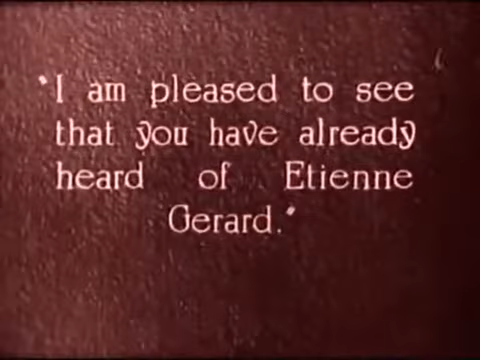 "I am pleased to see
that you have already
heard of Etienne
Gerard."